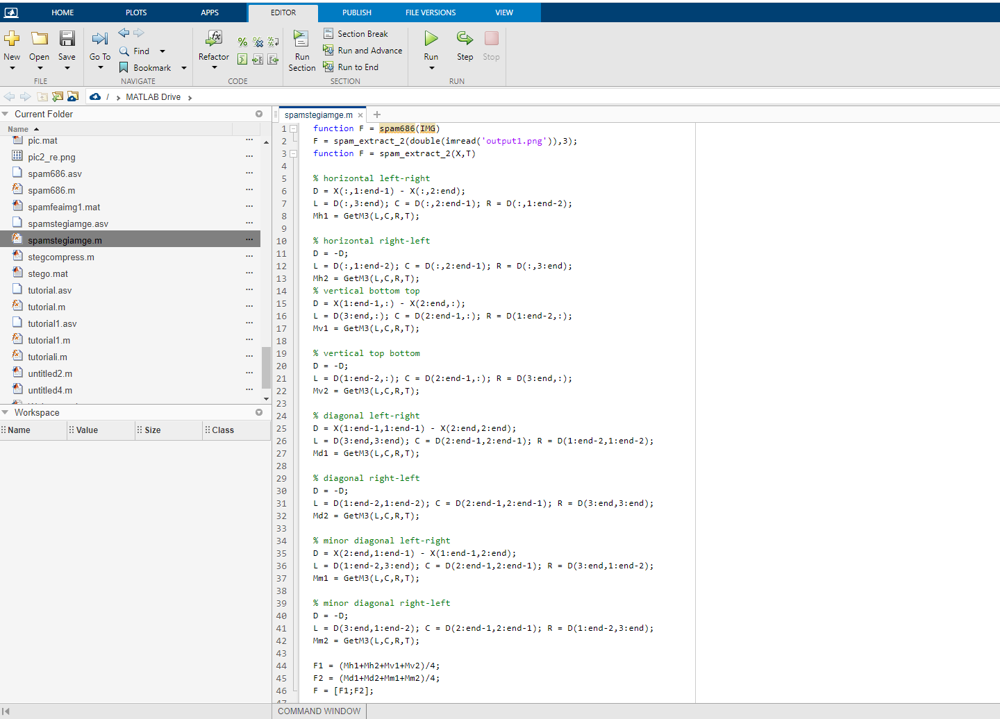 HOME PLOTS APPS EDITOR PUBLISH FILE VERSIONS VIEW
New Open Save Go To Find Bookmark Refactor Run Section Section Break Run and Advance Run to End Run Step Stop
FILE NAVIGATE CODE SECTION RUN
/ MATLAB Drive
Current Folder
Name
pic.mat
pic2_re.png
spam686.asv
spam686.m
spamfeaimg1.mat
spamstegiamge.asv
spamstegiamge.m
stegcompress.m
stego.mat
tutorial.asv
tutorial.m
tutorial1.asv
tutorial1.m
tutoriali.m
untitled2.m
untitled4.m
Workspace
Name Value Size Class
spamstegiamge.m
1 function F = spam686(IMG)
2 F = spam_extract_2(double(imread('output1.png')),3);
3 function F = spam_extract_2(X,T)
4
5 % horizontal left-right
6 D = X(:,1:end-1) - X(:,2:end);
7 L = D(:,3:end); C = D(:,2:end-1); R = D(:,1:end-2);
8 Mh1 = GetM3(L,C,R,T);
9
10 % horizontal right-left
11 D = -D;
12 L = D(:,1:end-2); C = D(:,2:end-1); R = D(:,3:end);
13 Mh2 = GetM3(L,C,R,T);
14 % vertical bottom top
15 D = X(1:end-1,:) - X(2:end,:);
16 L = D(3:end,:); C = D(2:end-1,:); R = D(1:end-2,:);
17 Mv1 = GetM3(L,C,R,T);
18
19 % vertical top bottom
20 D = -D;
21 L = D(1:end-2,:); C = D(2:end-1,:); R = D(3:end,:);
22 Mv2 = GetM3(L,C,R,T);
23
24 % diagonal left-right
25 D = X(1:end-1,1:end-1) - X(2:end,2:end);
26 L = D(3:end,3:end); C = D(2:end-1,2:end-1); R = D(1:end-2,1:end-2);
27 Md1 = GetM3(L,C,R,T);
28
29 % diagonal right-left
30 D = -D;
31 L = D(1:end-2,1:end-2); C = D(2:end-1,2:end-1); R = D(3:end,3:end);
32 Md2 = GetM3(L,C,R,T);
33
34 % minor diagonal left-right
35 D = X(2:end,1:end-1) - X(1:end-1,2:end);
36 L = D(1:end-2,3:end); C = D(2:end-1,2:end-1); R = D(3:end,1:end-2);
37 Mm1 = GetM3(L,C,R,T);
38
39 % minor diagonal right-left
40 D = -D;
41 L = D(3:end,1:end-2); C = D(2:end-1,2:end-1); R = D(1:end-2,3:end);
42 Mm2 = GetM3(L,C,R,T);
43
44 F1 = (Mh1+Mh2+Mv1+Mv2)/4;
45 F2 = (Md1+Md2+Mm1+Mm2)/4;
46 F = [F1;F2];
47
COMMAND WINDOW